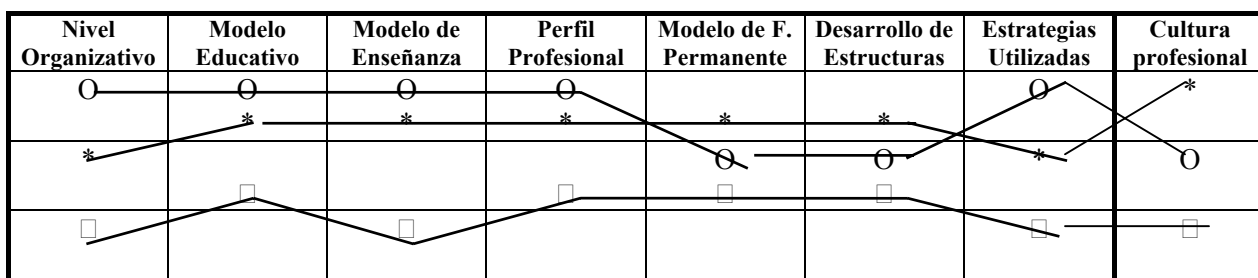 Nivel Modelo Modelo de Perfil Modelo de F. Desarrollo de Estrategias Cultura
Organizativo Educativo Enseñanza Profesional Permanente Estructuras Utilizadas profesional
O O O O O *
* * * * *
* O O * O
□ □ □
□ □ □ □